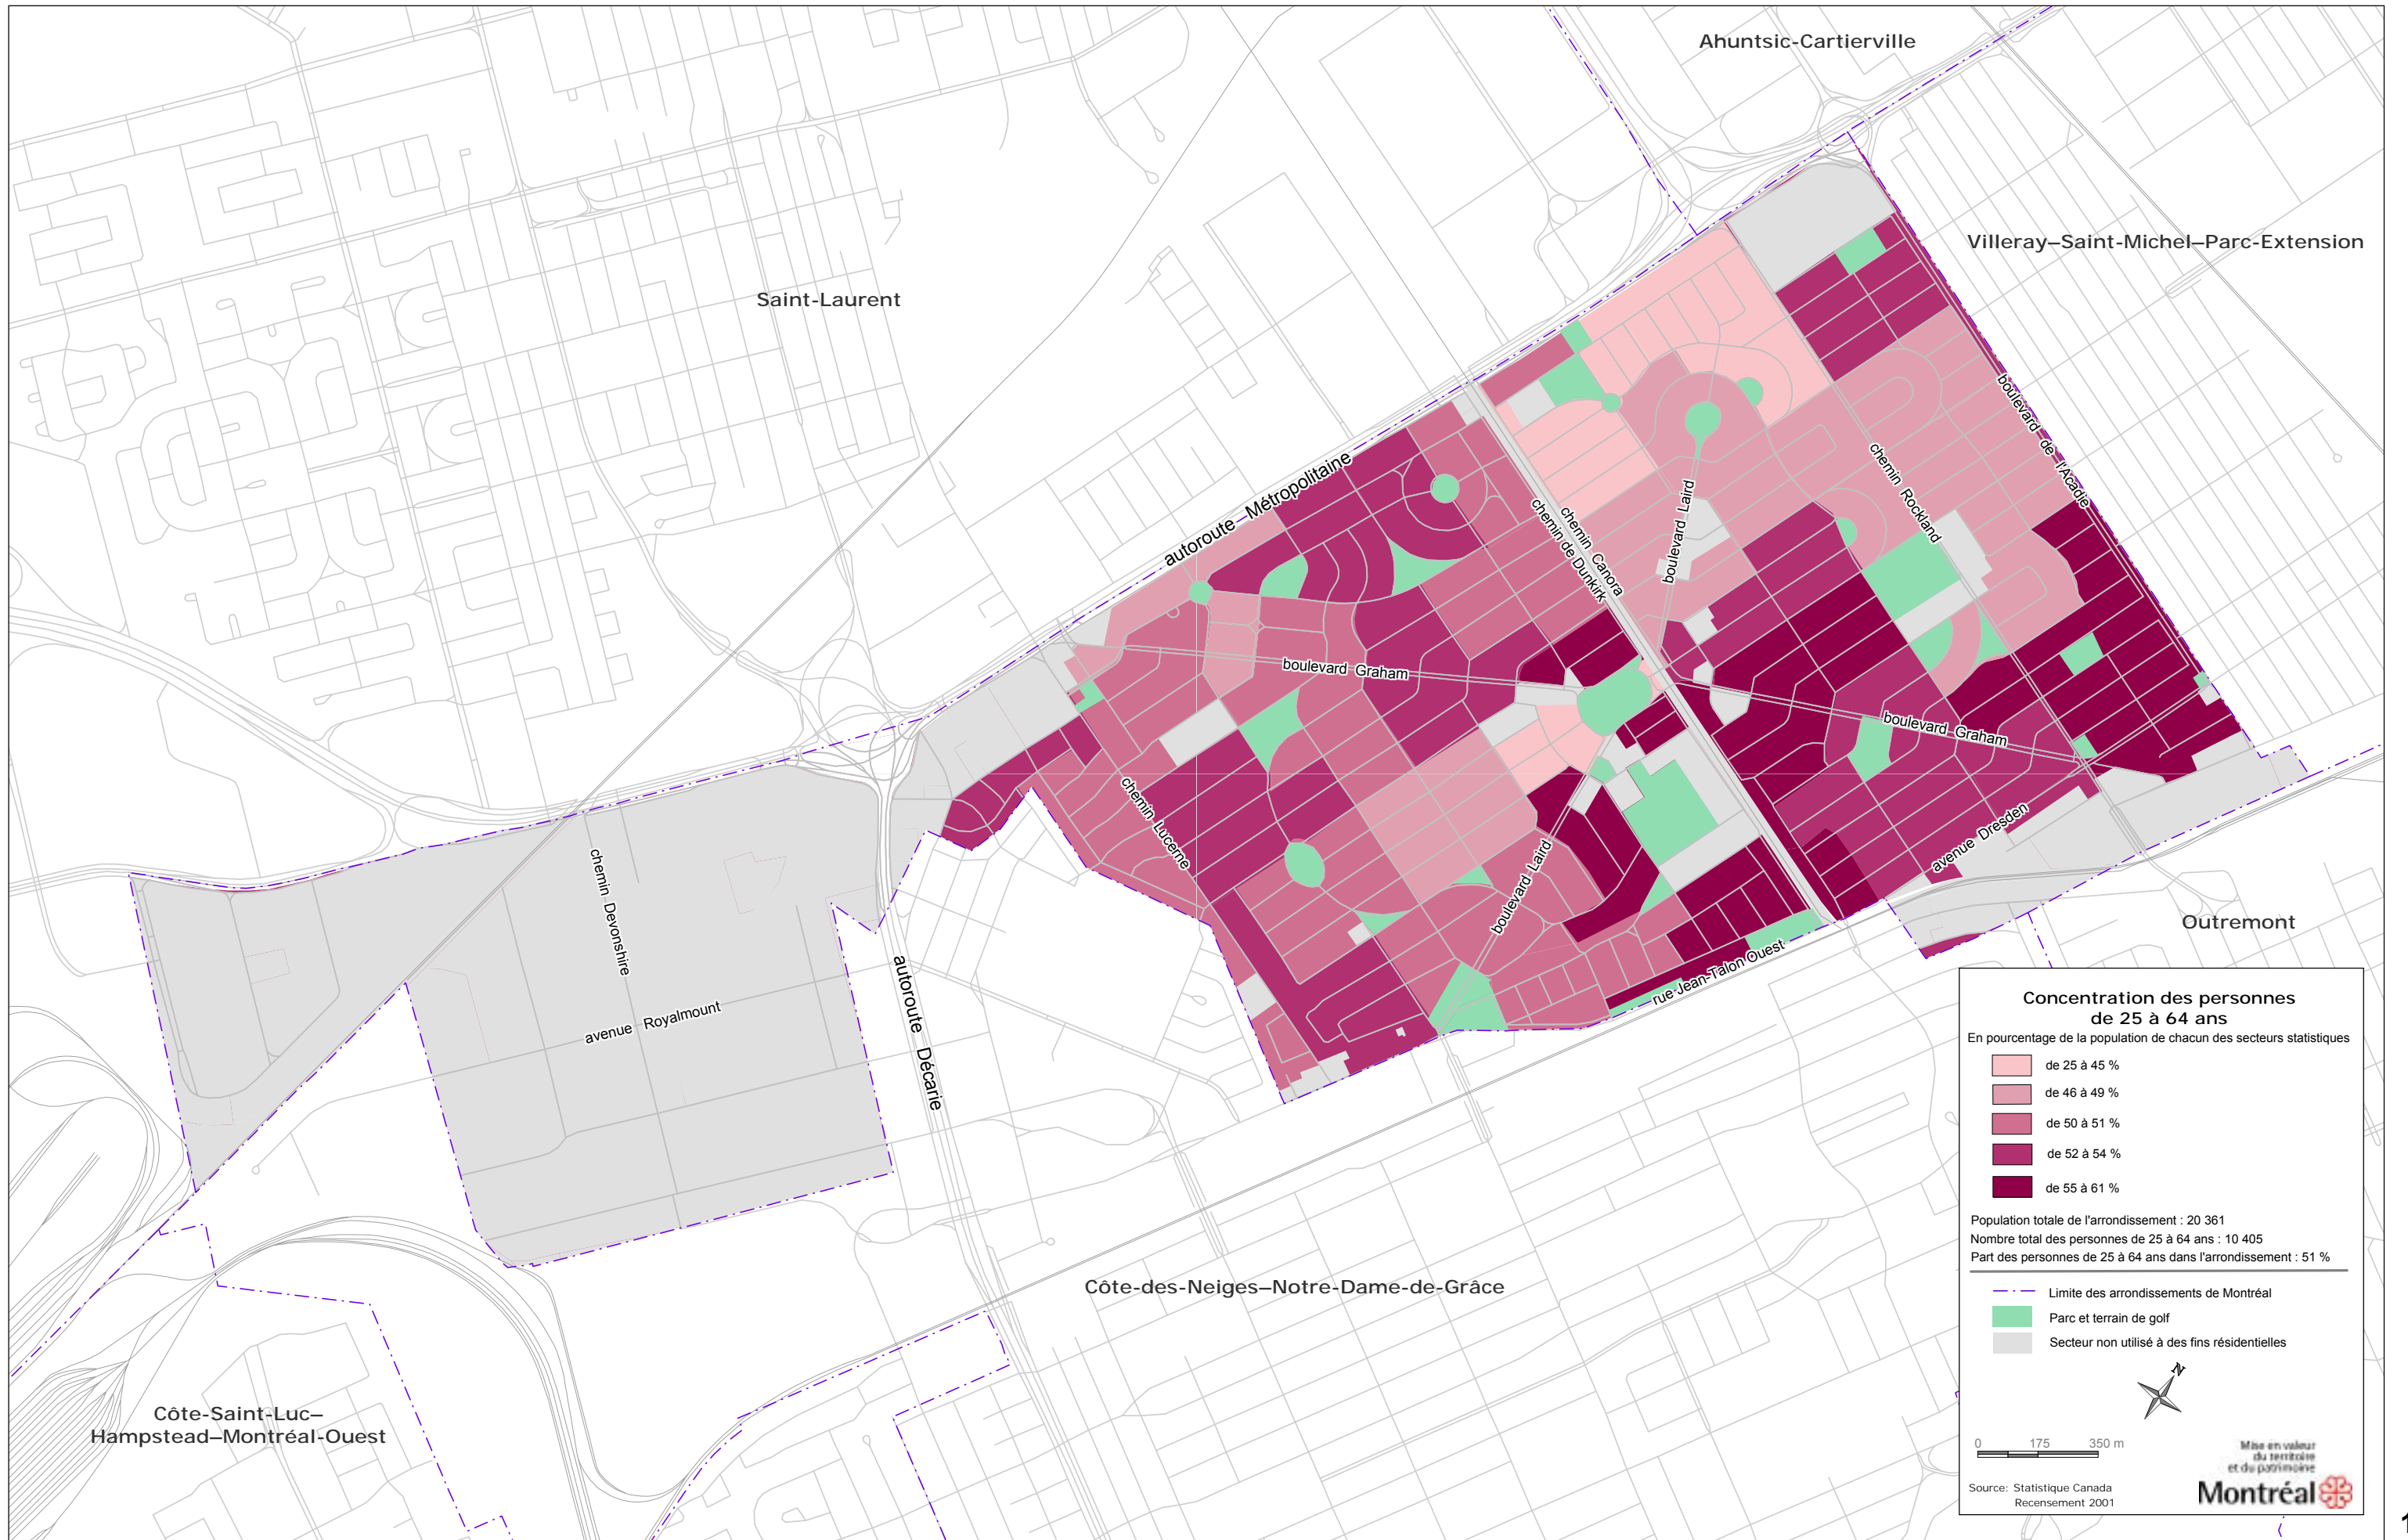 Ahuntsic-Cartierville
Villeray–Saint-Michel–Parc-Extension
Saint-Laurent
boulevard de l'Acadie
chemin Rockland
autoroute Métropolitaine
boulevard Laird
chemin Canora
chemin de Dunkirk
boulevard Graham
boulevard Graham
chemin Lucerne
avenue Dresden
boulevard Laird
chemin Devonshire
Outremont
rue Jean-Talon Ouest
avenue Royalmount
autoroute Décarie
Côte-des-Neiges–Notre-Dame-de-Grâce
Côte-Saint-Luc–
Hampstead–Montréal-Ouest
Concentration des personnes
de 25 à 64 ans
En pourcentage de la population de chacun des secteurs statistiques
de 25 à 45 %
de 46 à 49 %
de 50 à 51 %
de 52 à 54 %
de 55 à 61 %
Population totale de l'arrondissement : 20 361
Nombre total des personnes de 25 à 64 ans : 10 405
Part des personnes de 25 à 64 ans dans l'arrondissement : 51 %
Limite des arrondissements de Montréal
Parc et terrain de golf
Secteur non utilisé à des fins résidentielles
N
0 175 350 m
Mise en valeur
du territoire
et du patrimoine
Montréal
Source: Statistique Canada
Recensement 2001